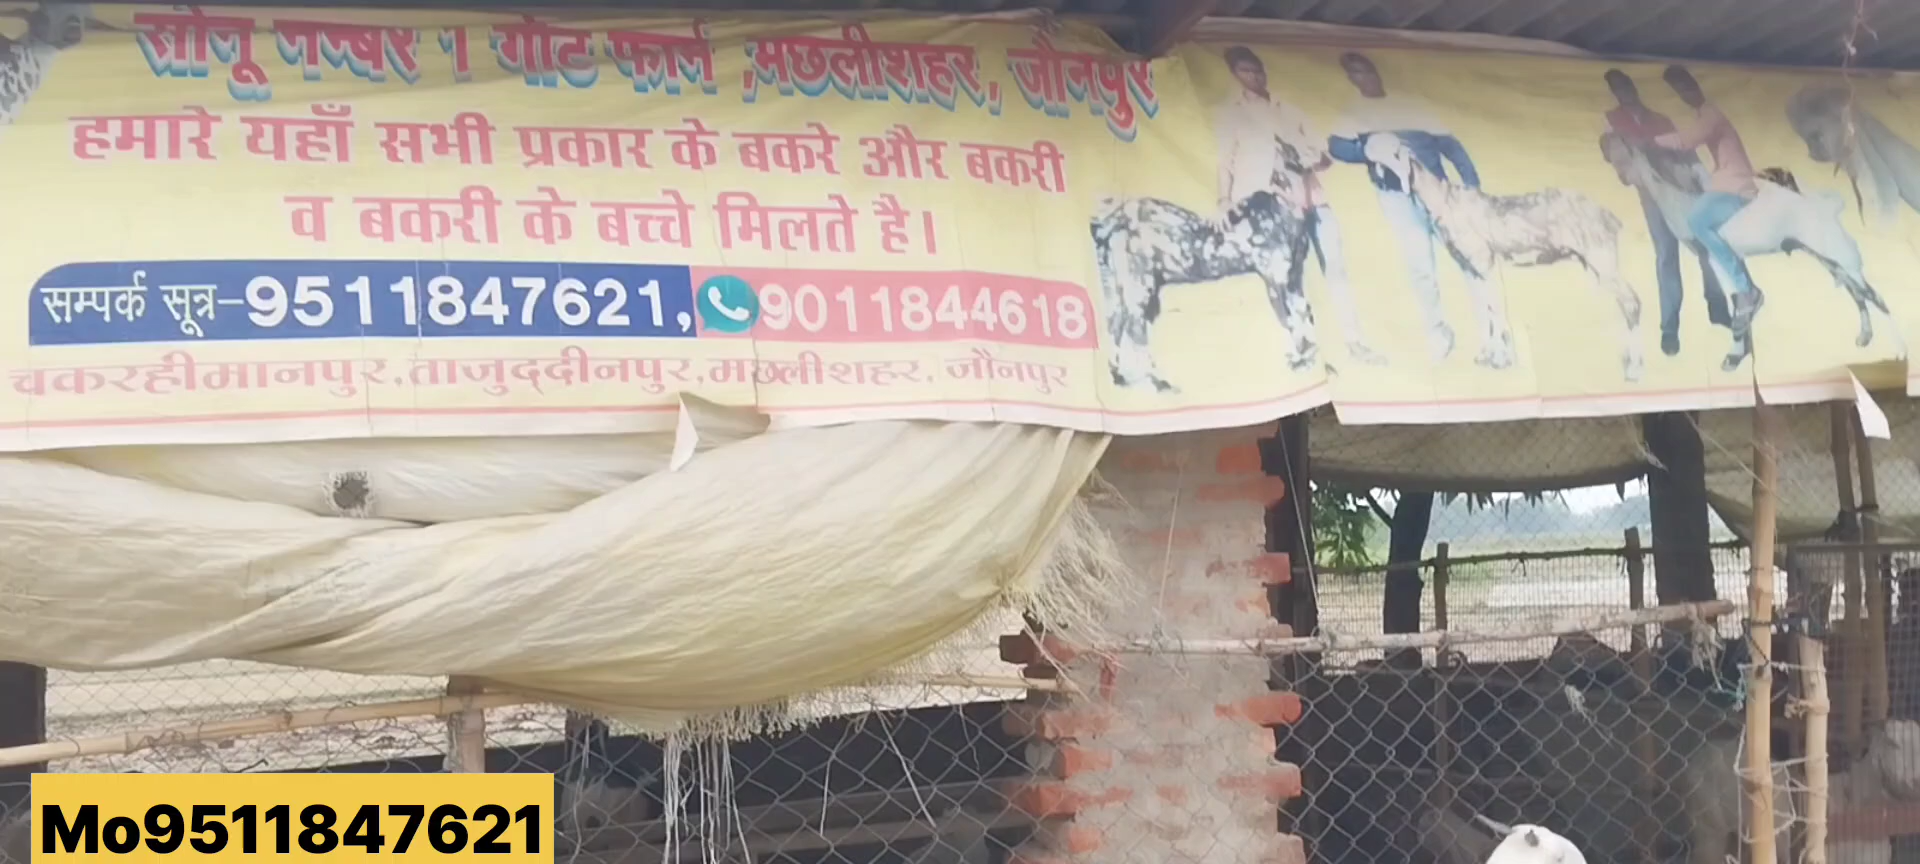 सोनू नम्बर 1 गोट फार्म ,मछलीशहर, जौनपुर
हमारे यहाँ सभी प्रकार के बकरे और बकरी
व बकरी के बच्चे मिलते है।
सम्पर्क सूत्र-9511847621, 9011844618
चकरहीमानपुर,ताजुद्दीनपुर,मछलीशहर, जौनपुर
Mo9511847621